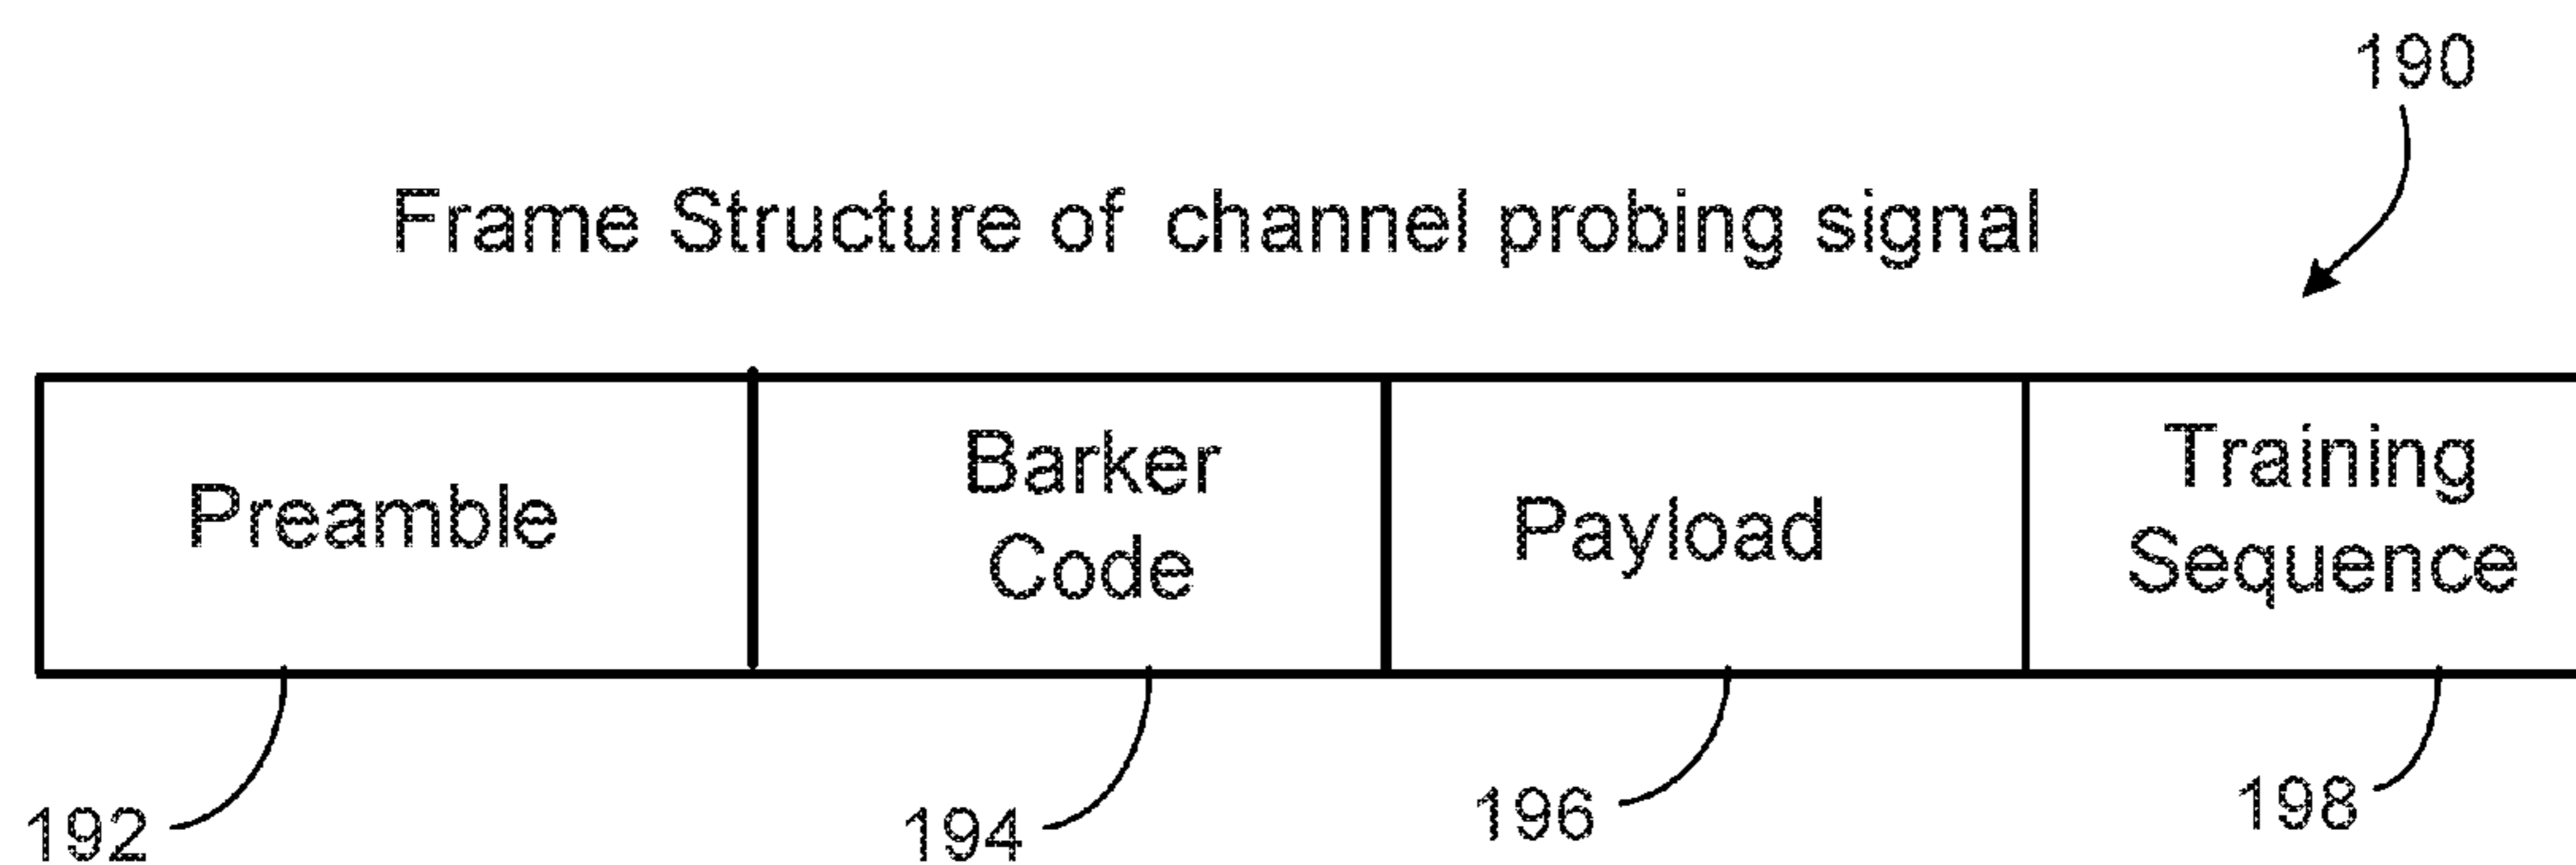 190
Frame Structure of channel probing signal
Preamble
Barker
Code
Payload
Training
Sequence
192
194
196
198